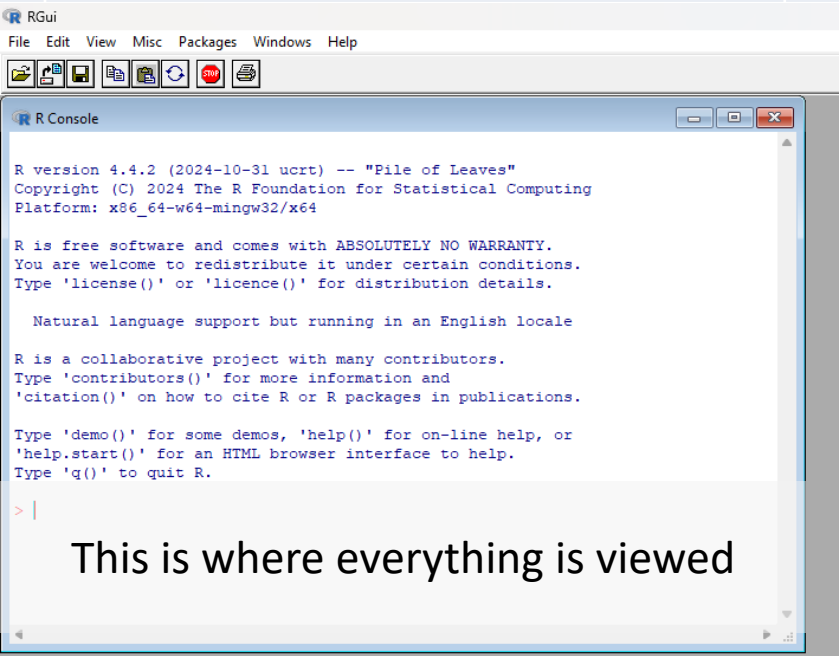 RGui
File Edit View Misc Packages Windows Help
STOP
R Console
R version 4.4.2 (2024-10-31 ucrt) -- "Pile of Leaves"
Copyright (C) 2024 The R Foundation for Statistical Computing
Platform: x86_64-w64-mingw32/x64
R is free software and comes with ABSOLUTELY NO WARRANTY.
You are welcome to redistribute it under certain conditions.
Type 'license()' or 'licence()' for distribution details.
Natural language support but running in an English locale
R is a collaborative project with many contributors.
Type 'contributors()' for more information and
'citation()' on how to cite R or R packages in publications.
Type 'demo()' for some demos, 'help()' for on-line help, or
'help.start()' for an HTML browser interface to help.
Type 'q()' to quit R.
>
This is where everything is viewed